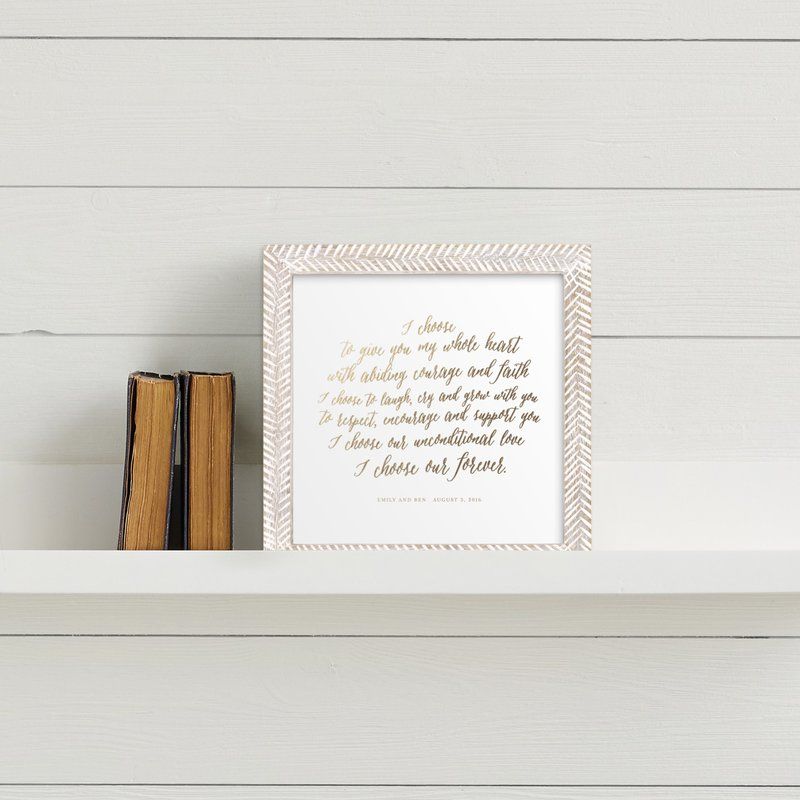 I choose
to give you my whole heart
with abiding courage and faith
I choose to laugh, cry and grow with you
to respect, encourage and support you
I choose our unconditional love
I choose our forever.
EMILY AND BEN AUGUST 5, 2016